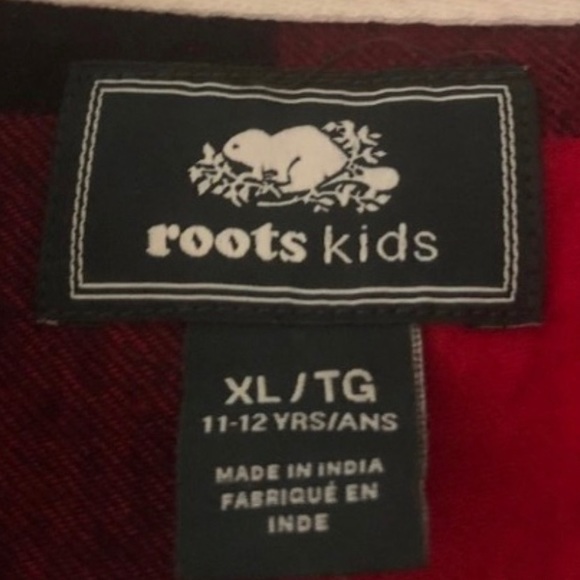 roots kids
XL/TG
11-12 YRS/ANS
MADE IN INDIA
FABRIQUÉ EN
INDE